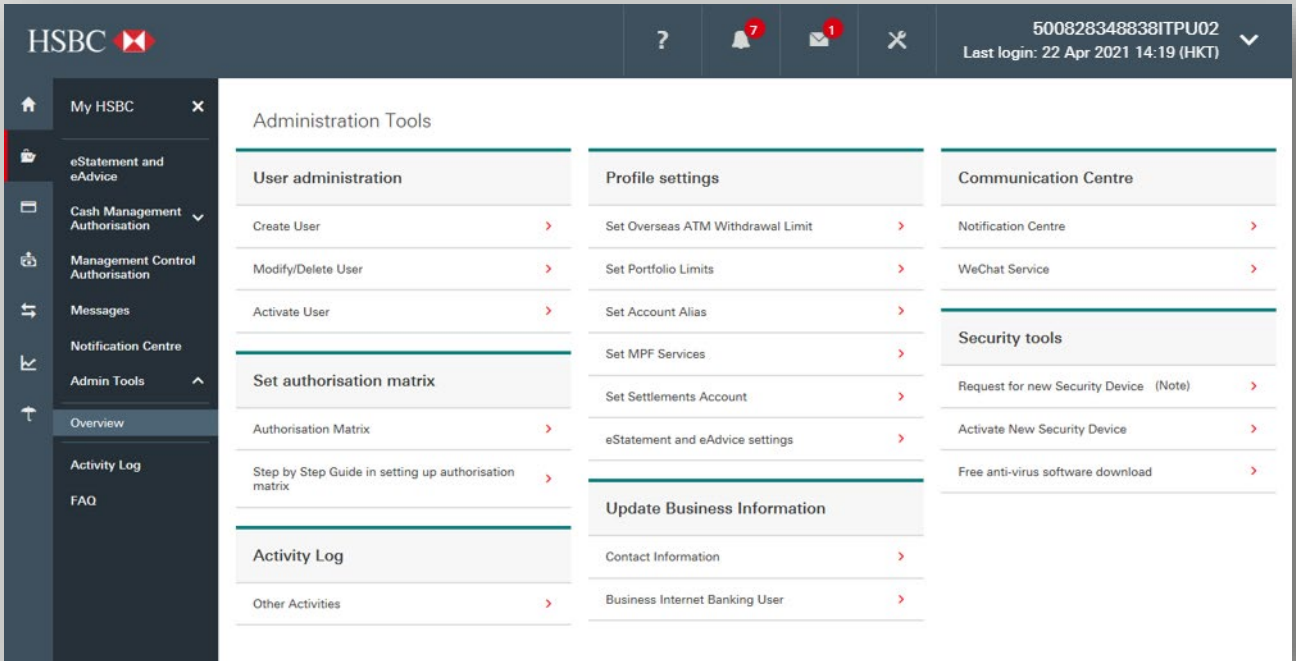 HSBC
?
7
1
500828348838ITPU02
Last login: 22 Apr 2021 14:19 (HKT)
My HSBC
eStatement and
eAdvice
Cash Management
Authorisation
Management Control
Authorisation
Messages
Notification Centre
Admin Tools
Overview
Activity Log
FAQ
Administration Tools
User administration
Create User
Modify/Delete User
Activate User
Set authorisation matrix
Authorisation Matrix
Step by Step Guide in setting up authorisation
matrix
Activity Log
Other Activities
Profile settings
Set Overseas ATM Withdrawal Limit
Set Portfolio Limits
Set Account Alias
Set MPF Services
Set Settlements Account
eStatement and eAdvice settings
Update Business Information
Contact Information
Business Internet Banking User
Communication Centre
Notification Centre
WeChat Service
Security tools
Request for new Security Device (Note)
Activate New Security Device
Free anti-virus software download